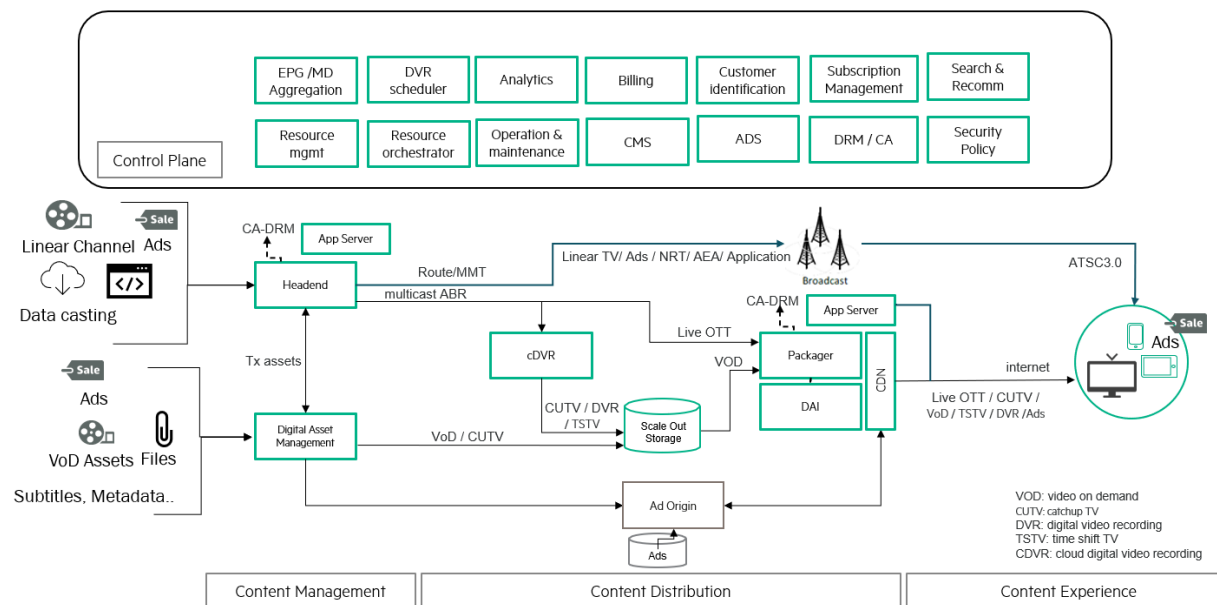 EPG /MD
Aggregation
DVR
scheduler
Analytics
Billing
Customer
identification
Subscription
Management
Search &
Recomm
Resource
mgmt
Resource
orchestrator
Operation &
maintenance
CMS
ADS
DRM / CA
Security
Policy
Control Plane
Sale
Linear Channel
Ads
Data casting
CA-DRM
App Server
Headend
Route/MMT
multicast ABR
Linear TV/ Ads / NRT/ AEA/ Application
Broadcast
ATSC3.0
Tx assets
cDVR
Live OTT
VOD
CA-DRM
App Server
Packager
DAI
CDN
internet
Live OTT / CUTV /
VoD / TSTV / DVR /Ads
Sale
Ads
Sale
Ads
VoD Assets
Files
Subtitles, Metadata..
Digital Asset
Management
VoD / CUTV
CUTV / DVR
/ TSTV
Scale Out
Storage
Ad Origin
Ads
VOD: video on demand
CUTV: catchup TV
DVR: digital video recording
TSTV: time shift TV
CDVR: cloud digital video recording
Content Management
Content Distribution
Content Experience